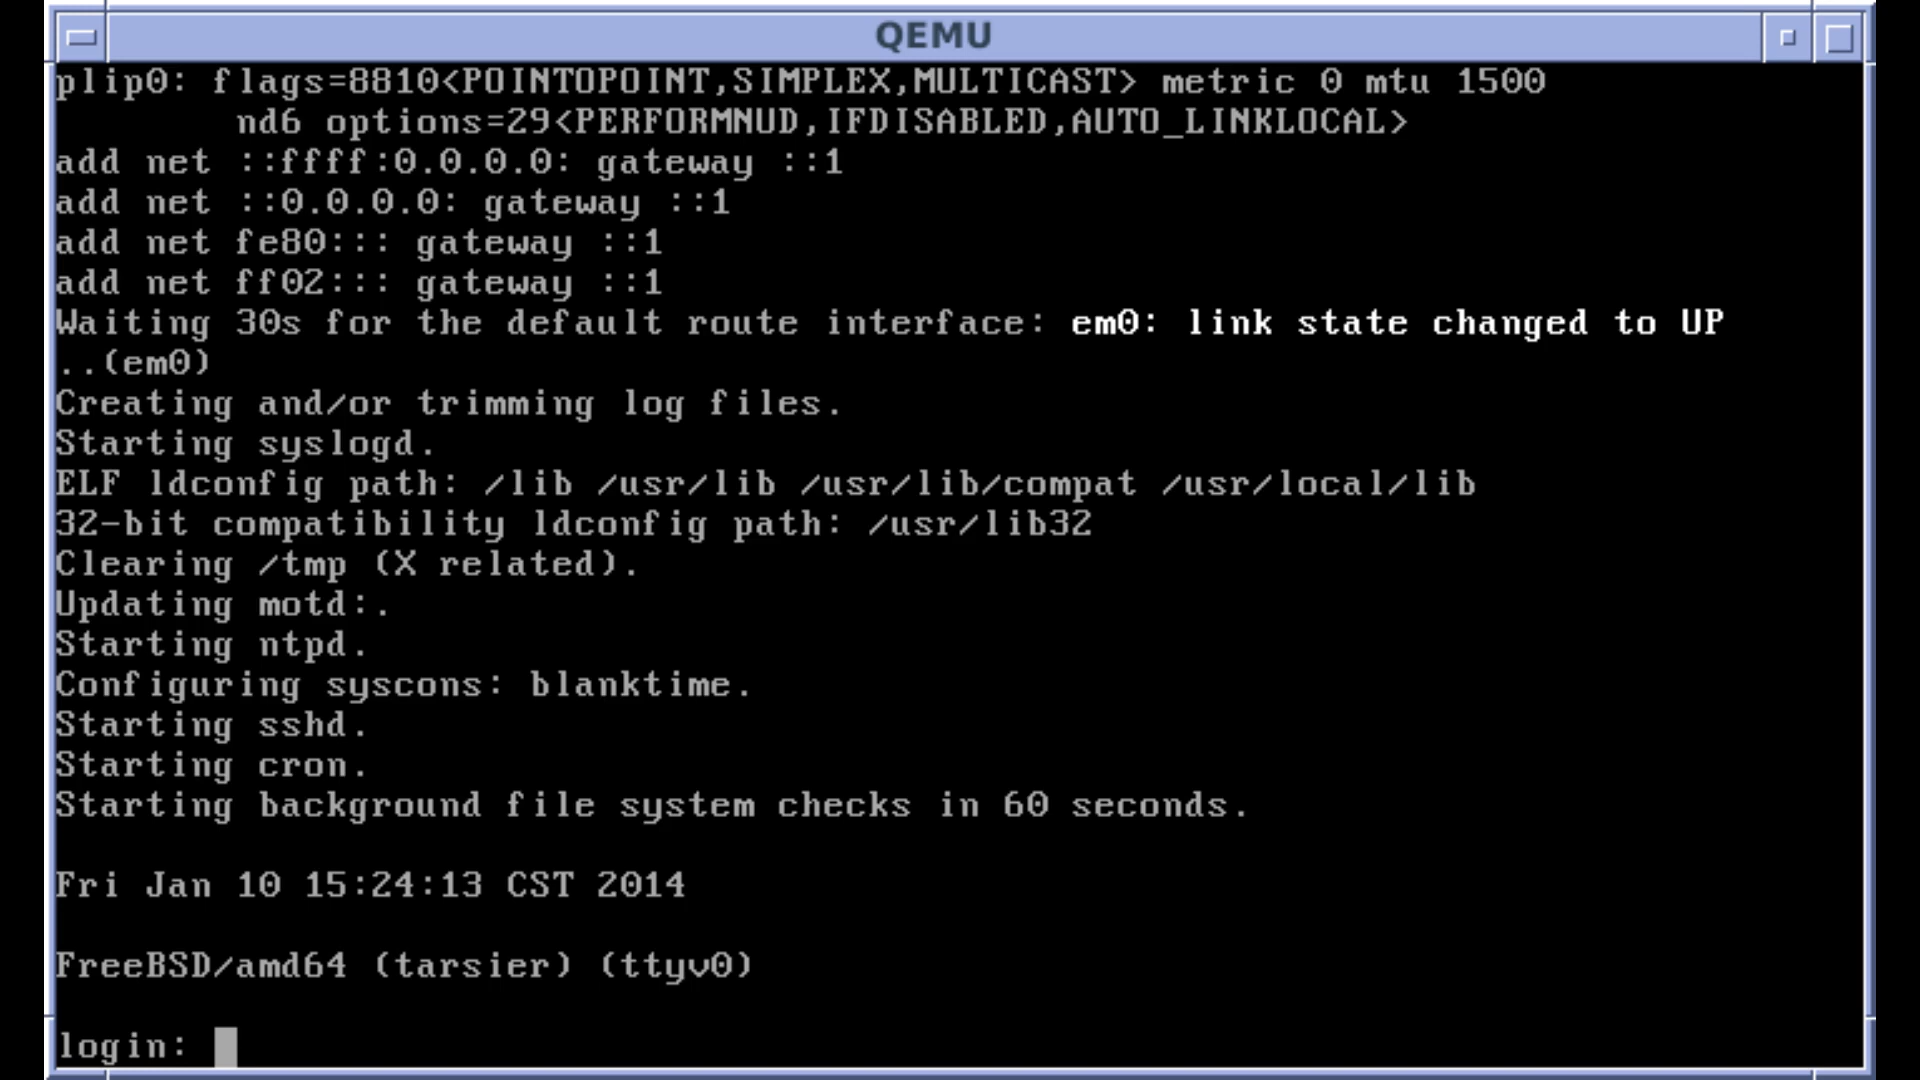 QEMU
plip0: flags=8810<POINTOPOINT,SIMPLEX,MULTICAST> metric 0 mtu 1500
        nd6 options=29<PERFORMNUD,IFDISABLED,AUTO_LINKLOCAL>
add net ::ffff:0.0.0.0: gateway ::1
add net ::0.0.0.0: gateway ::1
add net fe80::: gateway ::1
add net ff02::: gateway ::1
Waiting 30s for the default route interface: em0: link state changed to UP
..(em0)
Creating and/or trimming log files.
Starting syslogd.
ELF ldconfig path: /lib /usr/lib /usr/lib/compat /usr/local/lib
32-bit compatibility ldconfig path: /usr/lib32
Clearing /tmp (X related).
Updating motd:.
Starting ntpd.
Configuring syscons: blanktime.
Starting sshd.
Starting cron.
Starting background file system checks in 60 seconds.
Fri Jan 10 15:24:13 CST 2014
FreeBSD/amd64 (tarsier) (ttyv0)
login: